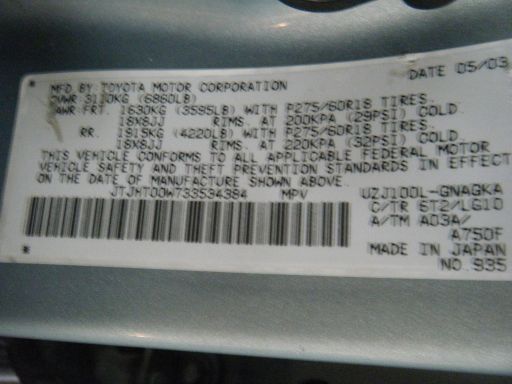 DATE 05/03
MFD BY TOYOTA MOTOR CORPORATION
GVWR 3110KG (6860LB)
GAWR FRT. 1630KG (3595LB) WITH P275/60R18 TIRES.
18X8JJ RIMS. AT 200KPA (29PSI) COLD
RR. 1915KG (4220LB) WITH P275/60R18 TIRES.
18X8JJ RIMS. AT 220KPA (32PSI) COLD.
THIS VEHICLE CONFORMS TO ALL APPLICABLE FEDERAL MOTOR
VEHICLE SAFETY AND THEFT PREVENTION STANDARDS IN EFFECT
ON THE DATE OF MANUFACTURE SHOWN ABOVE.
JTJHT00W733534384 MPV UZJ100L-GNAGKA
C/TR 6T2/LG10
A/TM A03A/
A750F
MADE IN JAPAN
NO.935